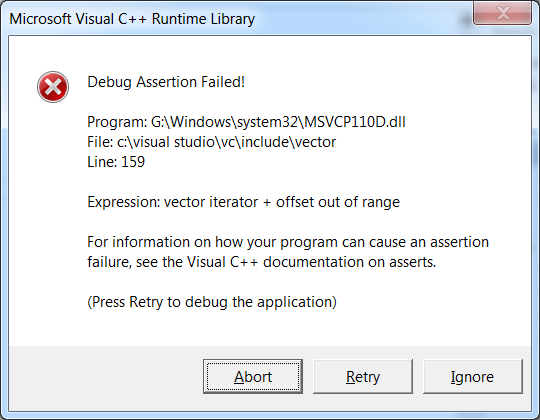 Microsoft Visual C++ Runtime Library
Debug Assertion Failed!
Program: G:\Windows\system32\MSVCP110D.dll
File: c:\visual studio\vc\include\vector
Line: 159
Expression: vector iterator + offset out of range
For information on how your program can cause an assertion
failure, see the Visual C++ documentation on asserts.
(Press Retry to debug the application)
Abort
Retry
Ignore